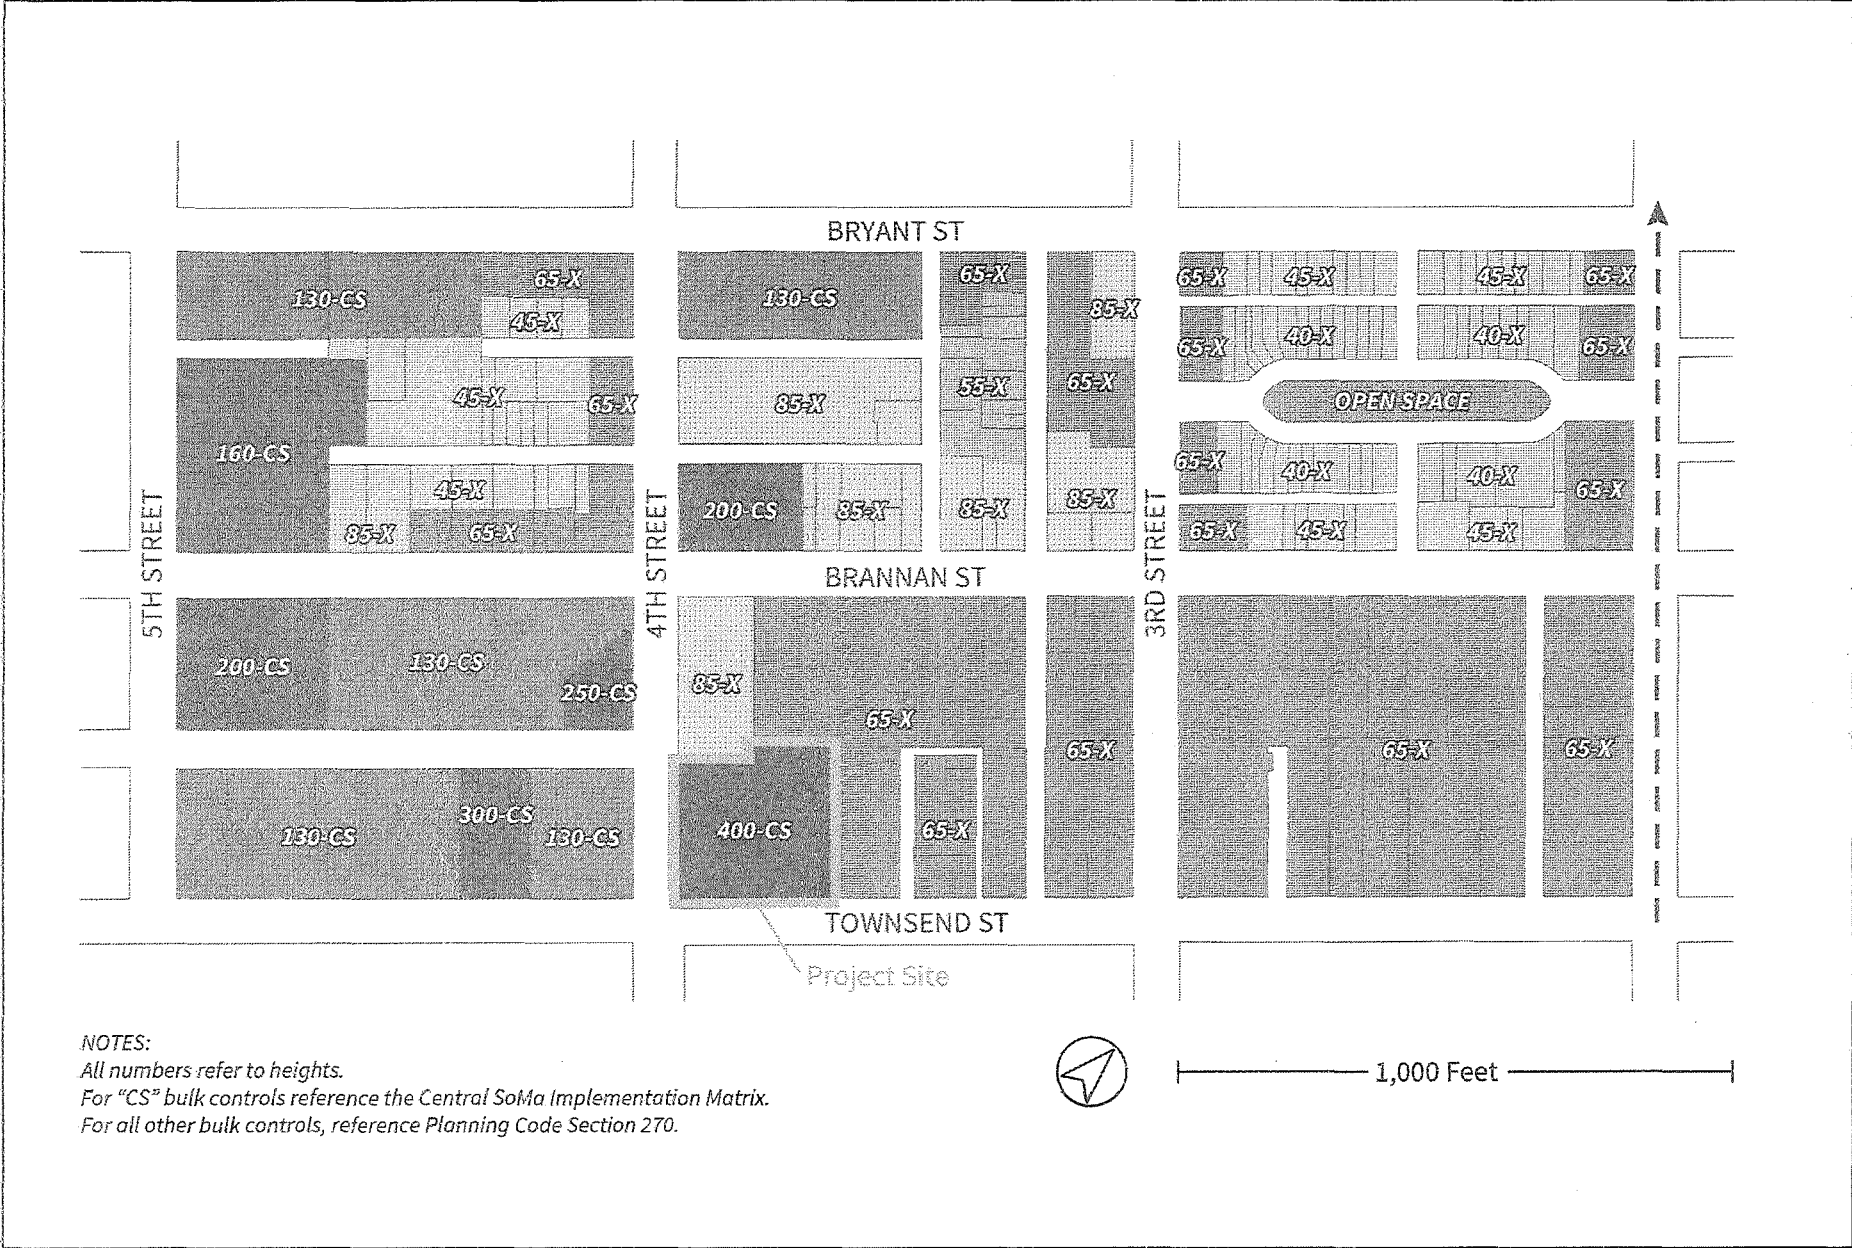 BRYANT ST
130-CS
65-X
45-X
130-CS
65-X
85-X
65-X
45-X
45-X
65-X
65-X
40-X
40-X
65-X
160-CS
45-X
65-X
85-X
55-X
65-X
OPEN SPACE
45-X
85-X
65-X
200-CS
85-X
85-X
85-X
65-X
40-X
40-X
65-X
65-X
45-X
45-X
5TH STREET
4TH STREET
3RD STREET
BRANNAN ST
200-CS
130-CS
250-CS
85-X
65-X
65-X
65-X
65-X
130-CS
300-CS
130-CS
400-CS
65-X
TOWNSEND ST
Project Site
NOTES:
All numbers refer to heights.
For "CS" bulk controls reference the Central SoMa Implementation Matrix.
For all other bulk controls, reference Planning Code Section 270.
1,000 Feet